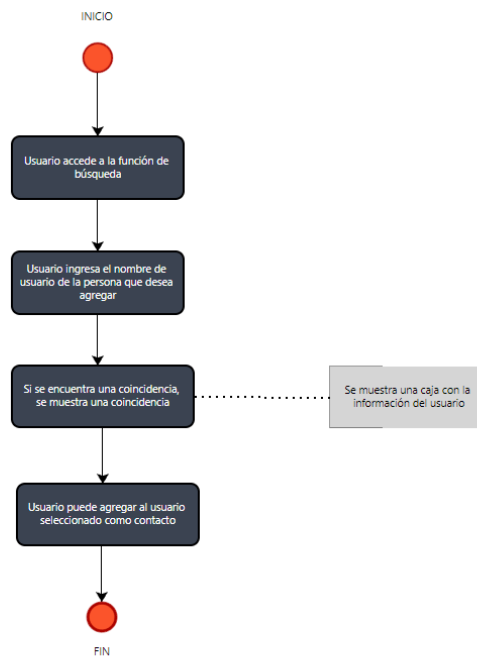 INICIO
Usuario accede a la función de
búsqueda
Usuario ingresa el nombre de
usuario de la persona que desea
agregar
Si se encuentra una coincidencia,
se muestra una coincidencia
Se muestra una caja con la
información del usuario
Usuario puede agregar al usuario
seleccionado como contacto
FIN